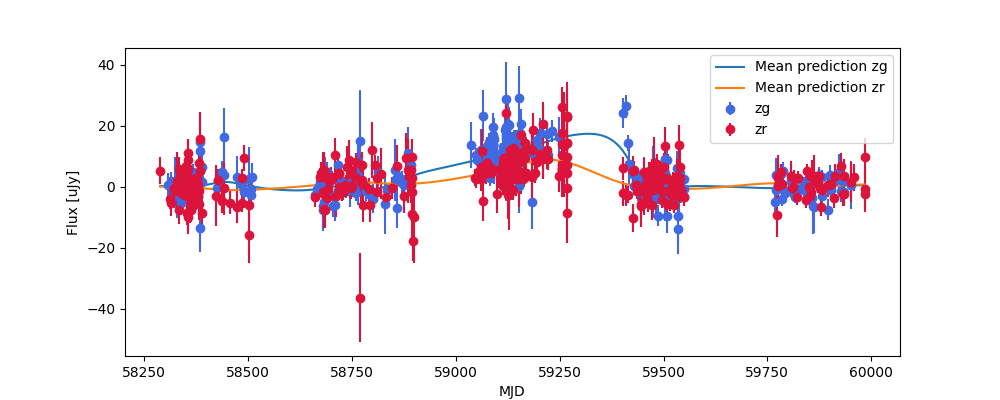 40
20
0
−20
−40
Flux [uJy]
58250
58500
58750
59000
59250
59500
59750
60000
MJD
Mean prediction zg
Mean prediction zr
zg
zr